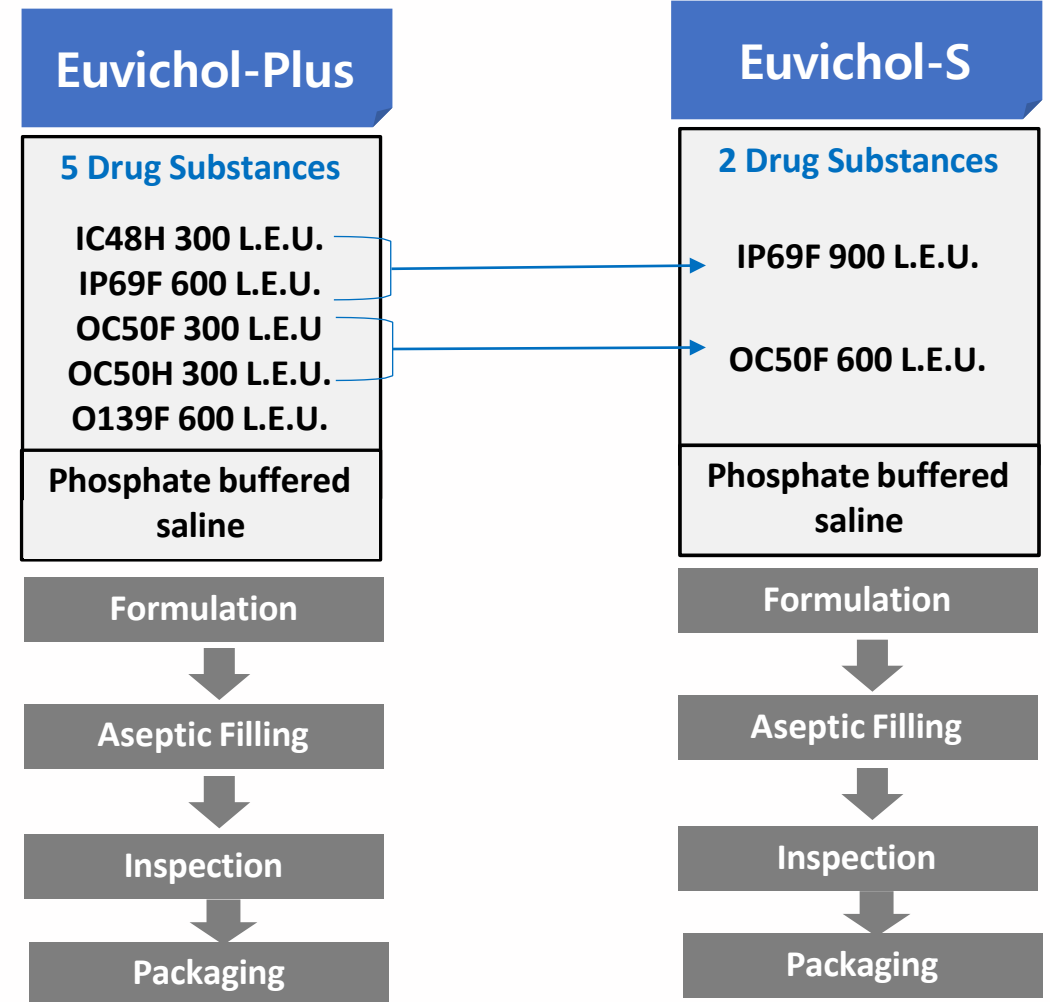 Euvichol-Plus
5 Drug Substances
IC48H 300 L.E.U.
IP69F 600 L.E.U.
OC50F 300 L.E.U
OC50H 300 L.E.U.
O139F 600 L.E.U.
Phosphate buffered
saline
Formulation
Aseptic Filling
Inspection
Packaging
Euvichol-S
2 Drug Substances
IP69F 900 L.E.U.
OC50F 600 L.E.U.
Phosphate buffered
saline
Formulation
Aseptic Filling
Inspection
Packaging